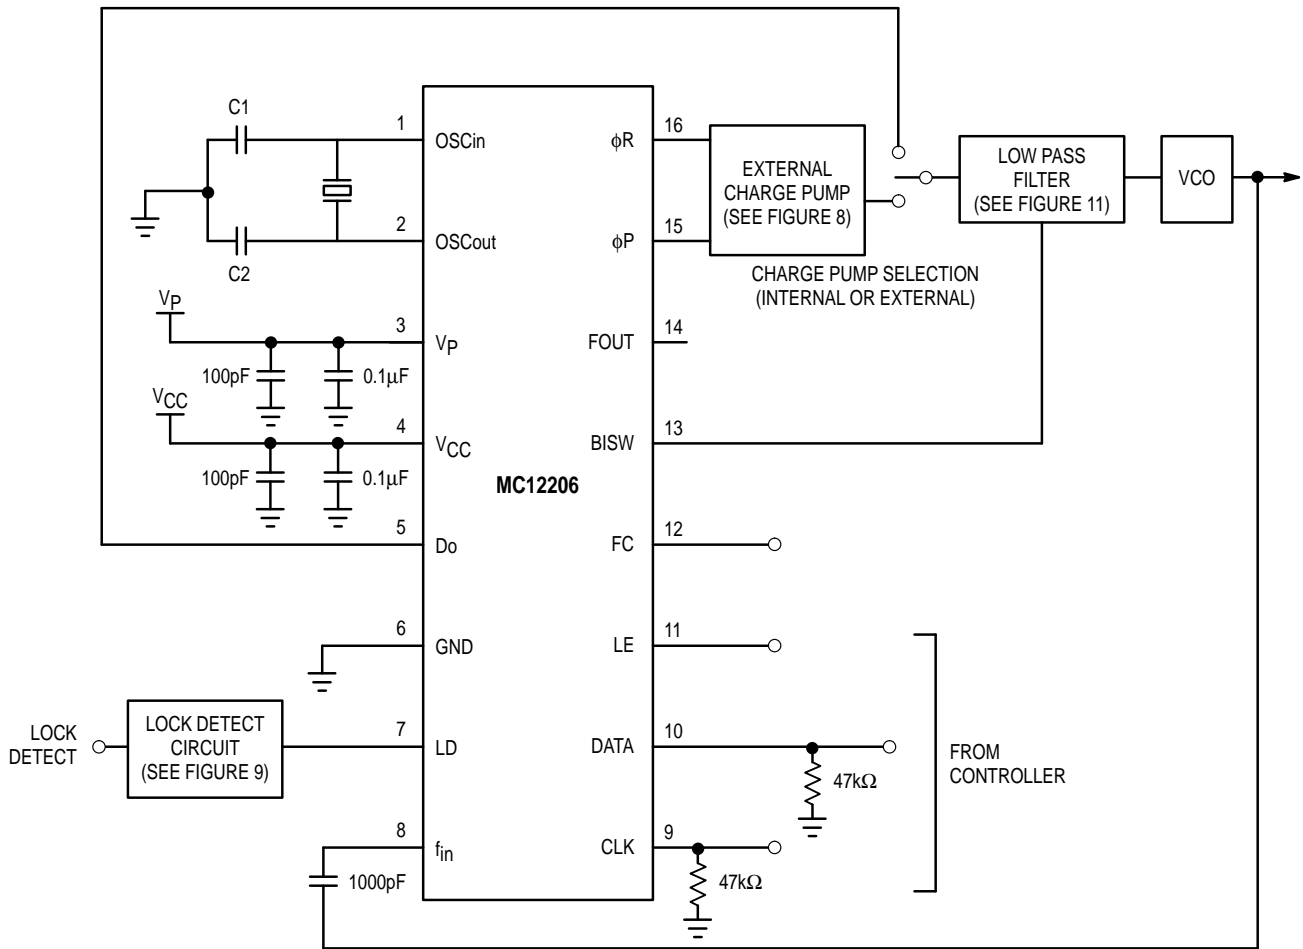 C1
1
OSCin
C2
2
OSCout
VP
3
VP
100pF
0.1µF
VCC
4
VCC
100pF
0.1µF
5
Do
6
GND
LOCK
DETECT
LOCK DETECT
CIRCUIT
(SEE FIGURE 9)
7
LD
8
fin
1000pF
MC12206
ϕR
16
ϕP
15
EXTERNAL
CHARGE PUMP
(SEE FIGURE 8)
CHARGE PUMP SELECTION
(INTERNAL OR EXTERNAL)
LOW PASS
FILTER
(SEE FIGURE 11)
VCO
FOUT
14
BISW
13
FC
12
LE
11
DATA
10
47kΩ
CLK
9
47kΩ
FROM
CONTROLLER